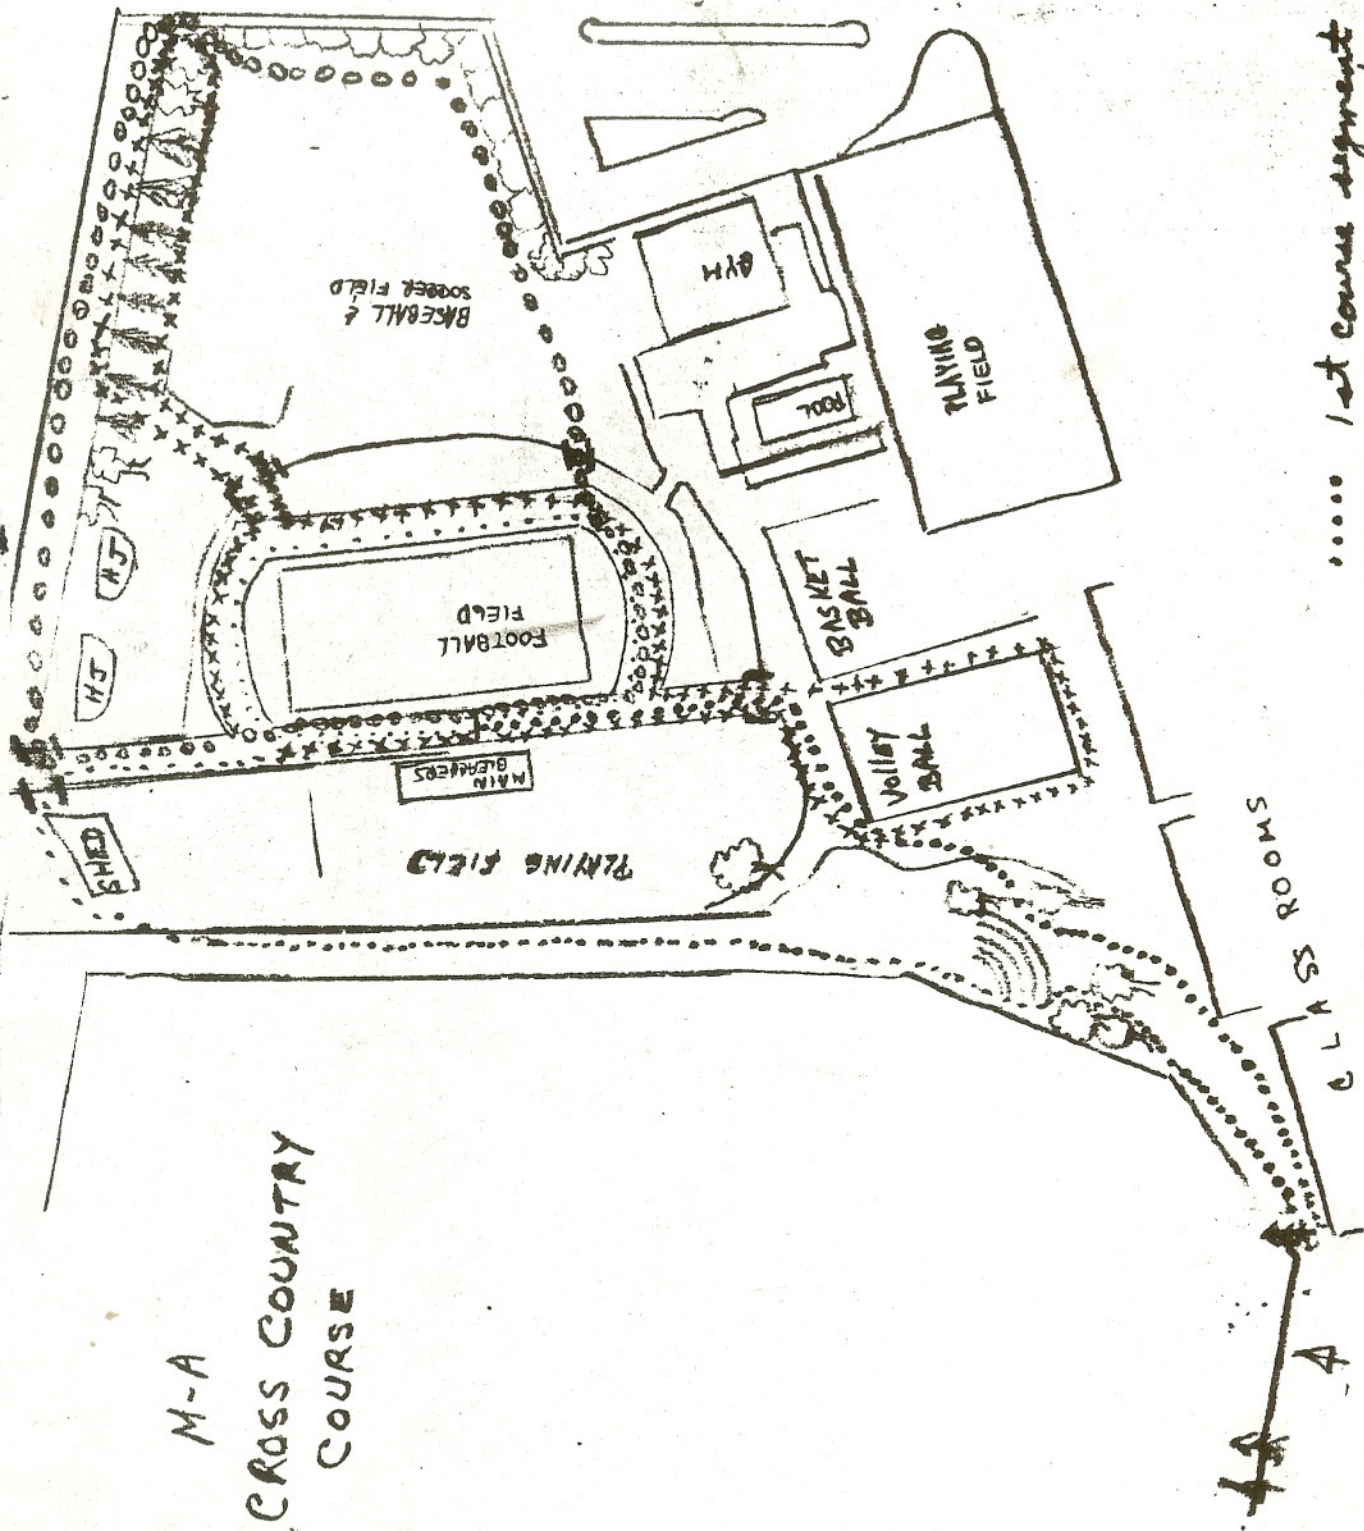 M-A
CROSS COUNTRY
COURSE
SHED
HJ
HJ
BASEBALL &
SOCCER FIELD
FOOTBALL
FIELD
MAIN
BLEACHERS
PLAYING FIELD
GYM
POOL
PLAYING
FIELD
BASKET
BALL
VOllEY
BALL
CLASS ROOMS
..... 1st Course segment